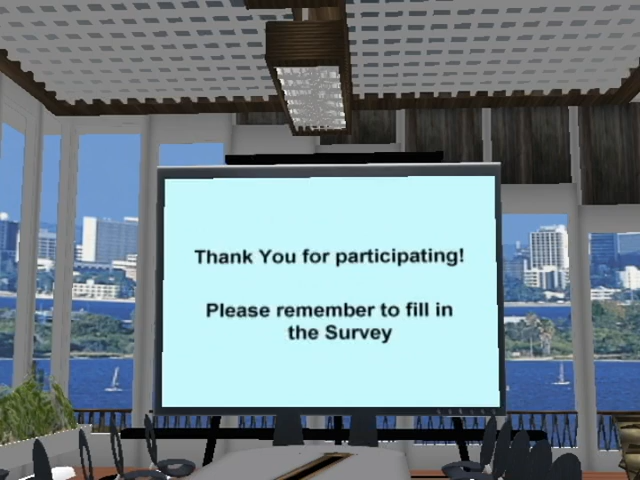 Thank You for participating!
Please remember to fill in
the Survey